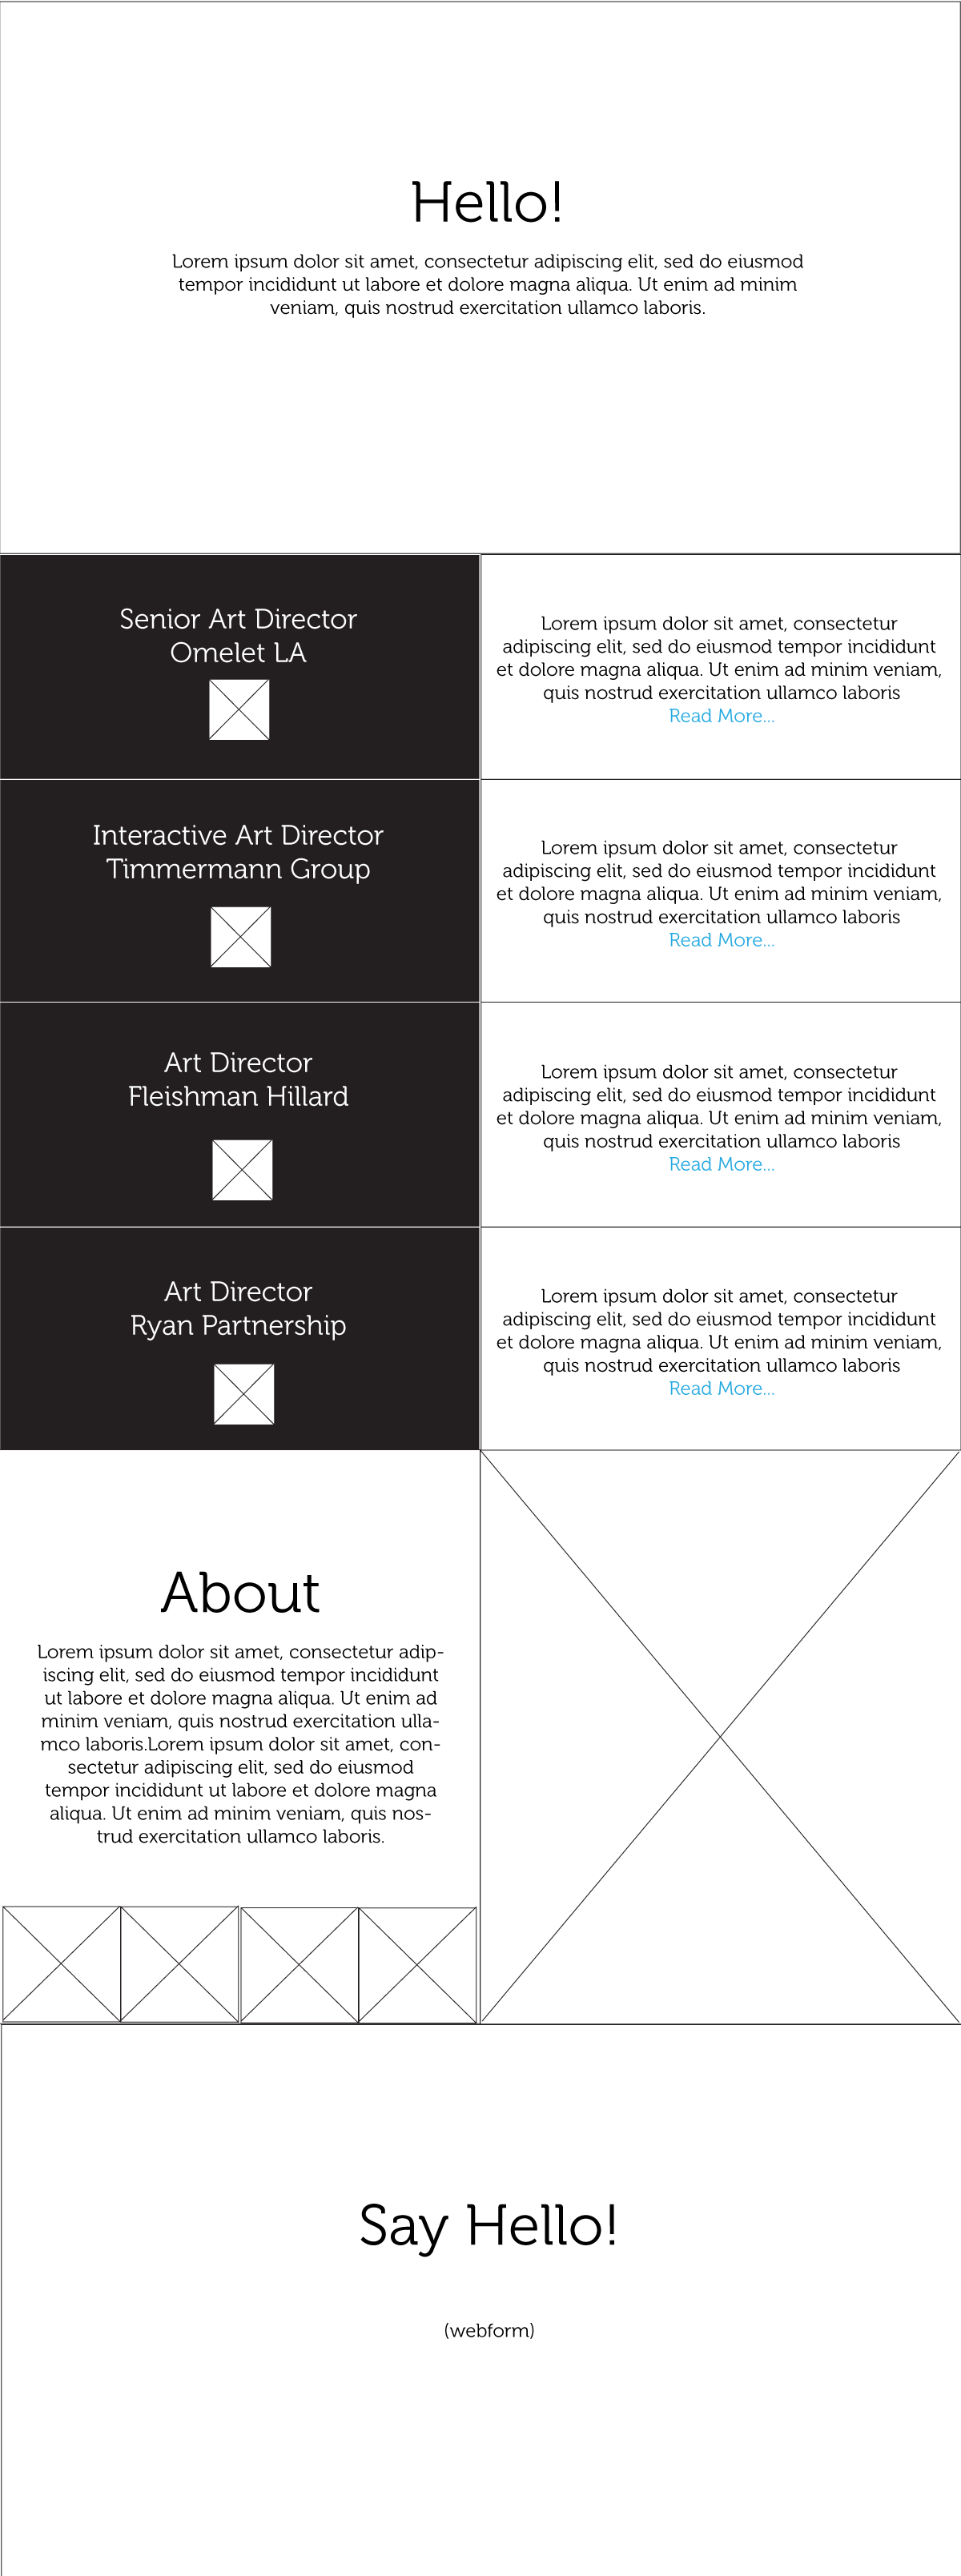 Hello!
Lorem ipsum dolor sit amet, consectetur adipiscing elit, sed do eiusmod
tempor incididunt ut labore et dolore magna aliqua. Ut enim ad minim
veniam, quis nostrud exercitation ullamco laboris.
Senior Art Director
Omelet LA
Lorem ipsum dolor sit amet, consectetur
adipiscing elit, sed do eiusmod tempor incididunt
et dolore magna aliqua. Ut enim ad minim veniam,
quis nostrud exercitation ullamco laboris
Read More...
Interactive Art Director
Timmermann Group
Lorem ipsum dolor sit amet, consectetur
adipiscing elit, sed do eiusmod tempor incididunt
et dolore magna aliqua. Ut enim ad minim veniam,
quis nostrud exercitation ullamco laboris
Read More...
Art Director
Fleishman Hillard
Lorem ipsum dolor sit amet, consectetur
adipiscing elit, sed do eiusmod tempor incididunt
et dolore magna aliqua. Ut enim ad minim veniam,
quis nostrud exercitation ullamco laboris
Read More...
Art Director
Ryan Partnership
Lorem ipsum dolor sit amet, consectetur
adipiscing elit, sed do eiusmod tempor incididunt
et dolore magna aliqua. Ut enim ad minim veniam,
quis nostrud exercitation ullamco laboris
Read More...
About
Lorem ipsum dolor sit amet, consectetur adip-
iscing elit, sed do eiusmod tempor incididunt
ut labore et dolore magna aliqua. Ut enim ad
minim veniam, quis nostrud exercitation ulla-
mco laboris.Lorem ipsum dolor sit amet, con-
sectetur adipiscing elit, sed do eiusmod
tempor incididunt ut labore et dolore magna
aliqua. Ut enim ad minim veniam, quis nos-
trud exercitation ullamco laboris.
Say Hello!
(webform)